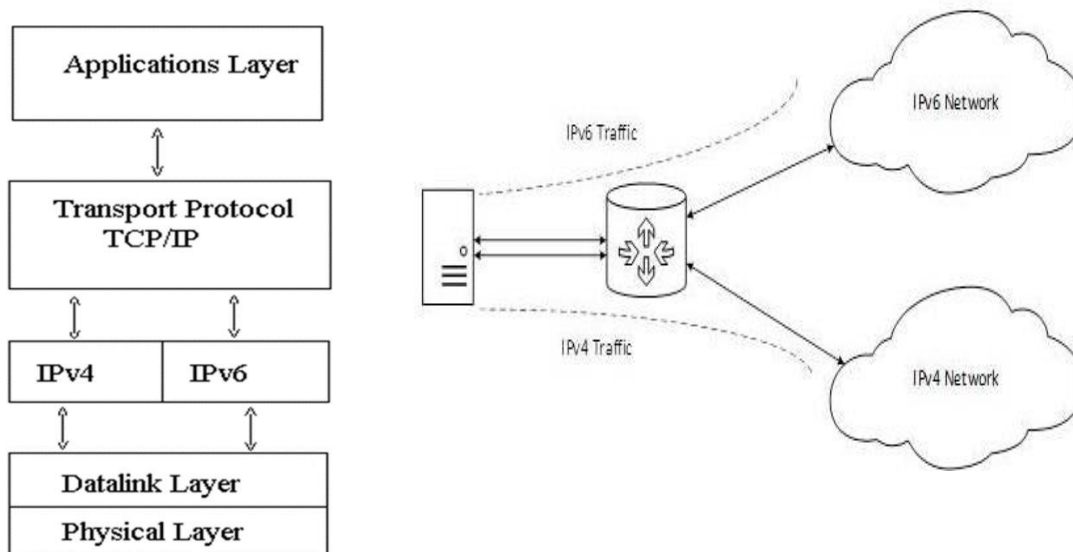 Applications Layer
Transport Protocol
TCP/IP
IPv4 IPv6
Datalink Layer
Physical Layer
IPv6 Traffic
IPv6 Network
IPv4 Traffic
IPv4 Network